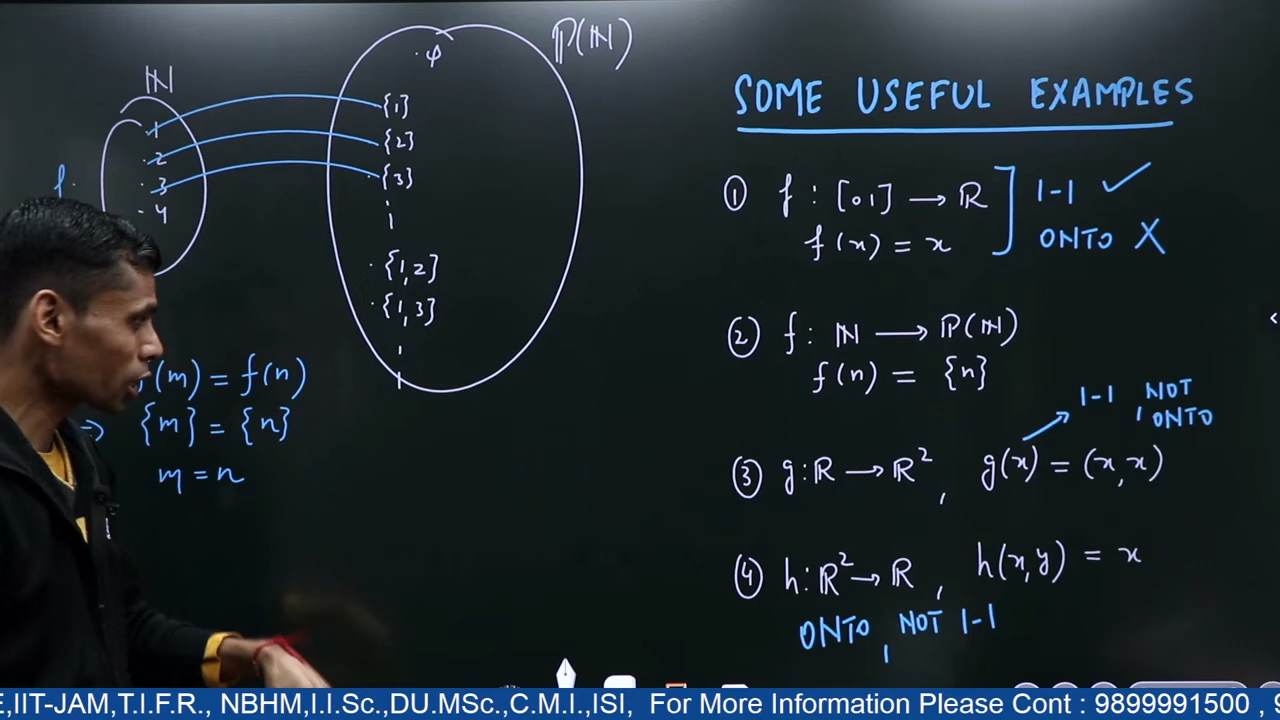 ℕ
ℙ(ℕ)
f.
· 1
· 2
· 3
· 4
· φ
{1}
{2}
{3}
{1,2}
{1,3}
f(m) = f(n)
⇒ {m} = {n}
m = n
SOME USEFUL EXAMPLES
① f : [0,1] → ℝ
f(x) = x
1-1 ✓
ONTO X
② f : ℕ → ℙ(ℕ)
f(n) = {n}
1-1, NOT
ONTO
③ g : ℝ → ℝ², g(x) = (x,x)
④ h : ℝ² → ℝ, h(x,y) = x
ONTO, NOT 1-1
,IIT-JAM,T.I.F.R., NBHM,I.I.Sc.,DU.MSc.,C.M.I.,ISI, For More Information Please Cont : 9899991500 ,